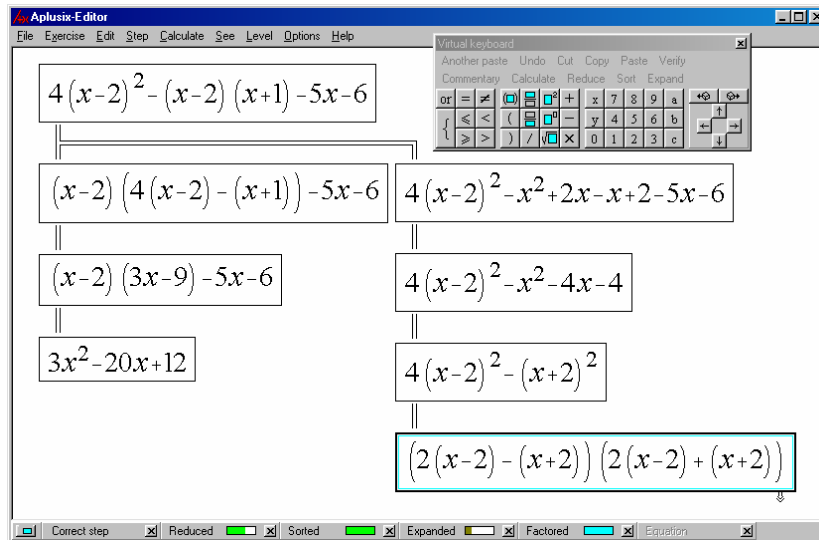 Aplusix-Editor
File Exercise Edit Step Calculate See Level Options Help
Virtual keyboard
Another paste Undo Cut Copy Paste Verify
Commentary Calculate Reduce Sort Expand
or = ≠ (□) □² + x 7 8 9 a
{ ⩽ < ( □ⁿ − y 4 5 6 b
⩾ > ) / √□ × 0 1 2 3 c
4(x−2)²−(x−2)(x+1)−5x−6
(x−2)(4(x−2)−(x+1))−5x−6
4(x−2)²−x²+2x−x+2−5x−6
(x−2)(3x−9)−5x−6
4(x−2)²−x²−4x−4
3x²−20x+12
4(x−2)²−(x+2)²
(2(x−2)−(x+2))(2(x−2)+(x+2))
Correct step Reduced Sorted Expanded Factored Equation